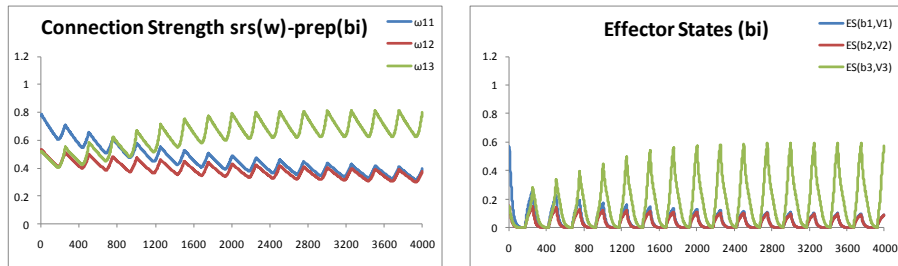 Connection Strength srs(w)-prep(bi)
ω11
ω12
ω13
1.2
1
0.8
0.6
0.4
0.2
0
0 400 800 1200 1600 2000 2400 2800 3200 3600 4000
Effector States (bi)
ES(b1,V1)
ES(b2,V2)
ES(b3,V3)
1.2
1
0.8
0.6
0.4
0.2
0
0 400 800 1200 1600 2000 2400 2800 3200 3600 4000